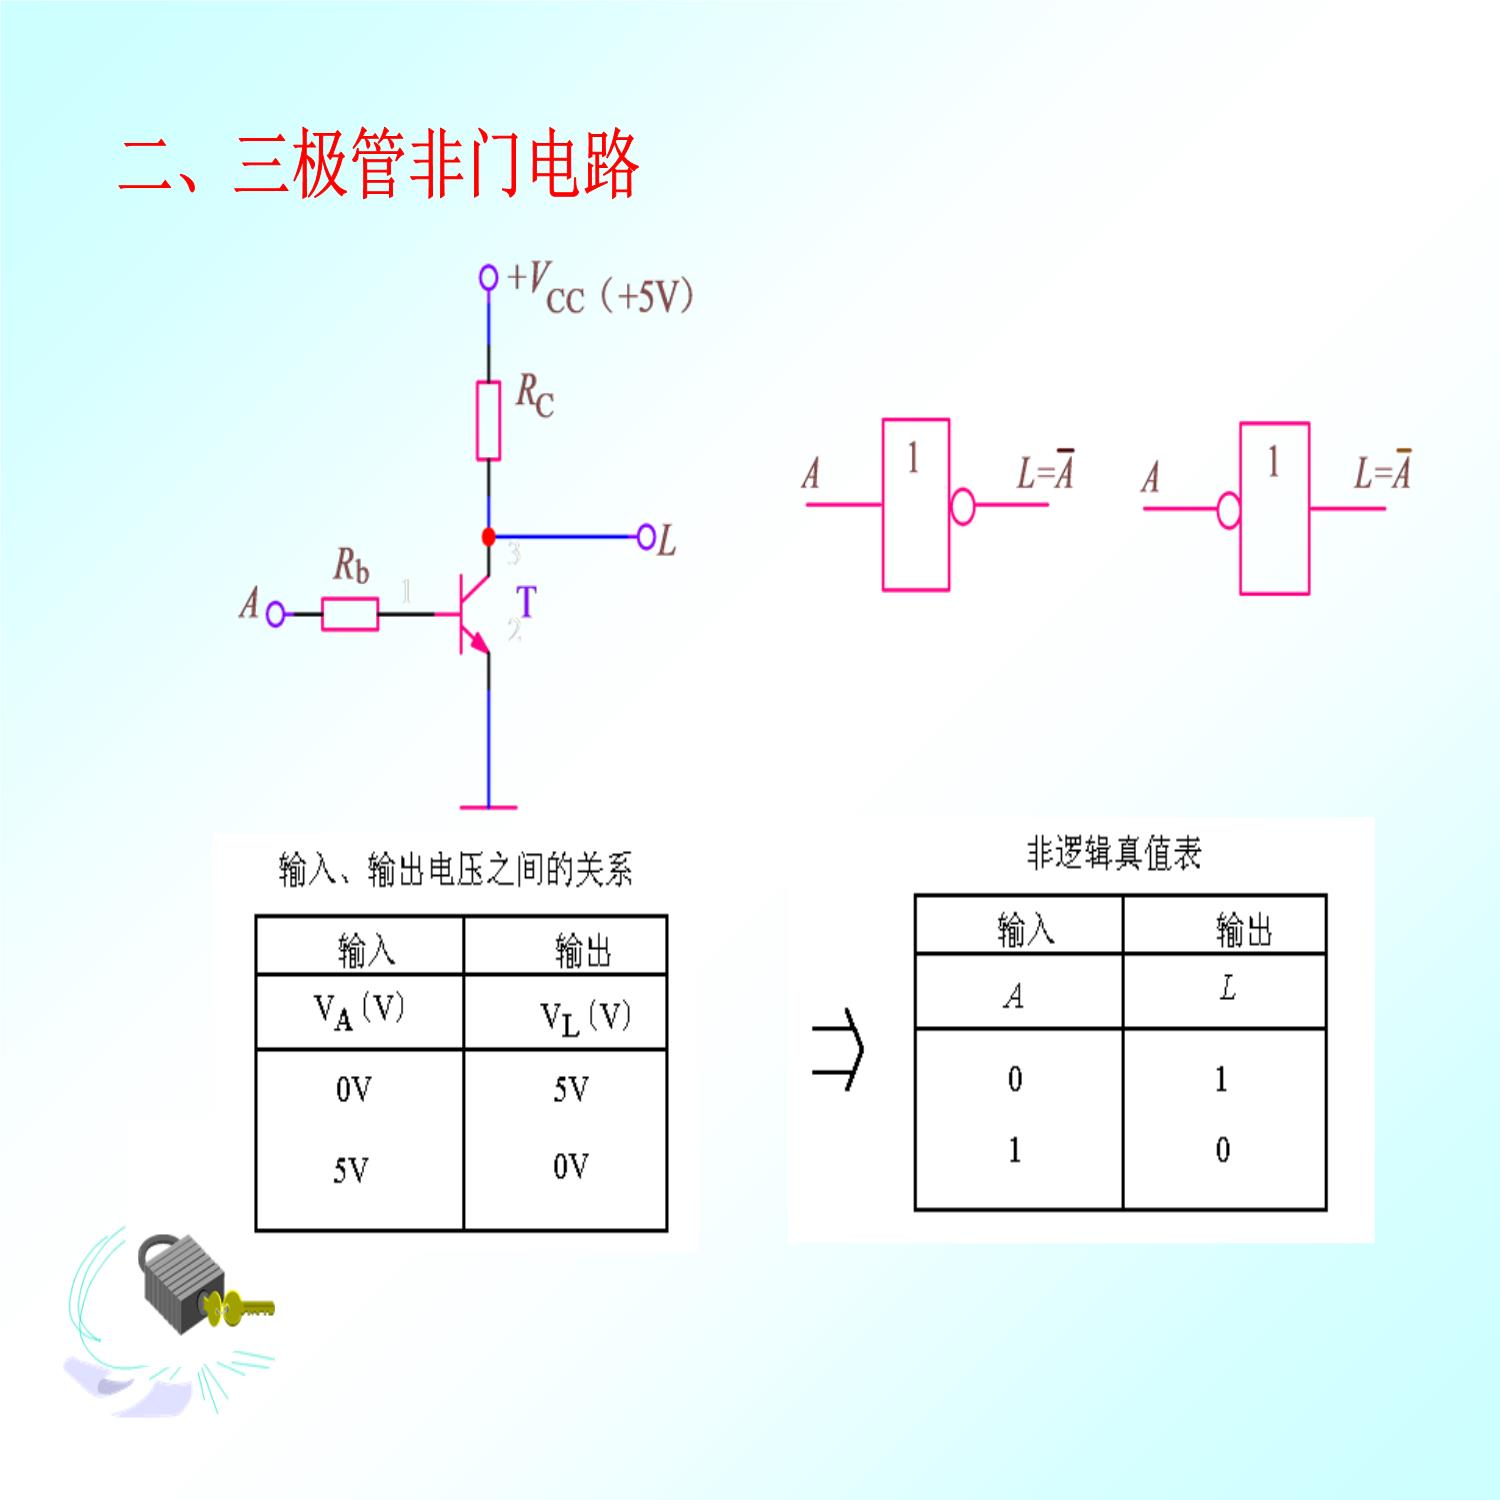 二、三极管非门电路
+VCC（+5V）
RC
L
3
Rb
1
A
T
2
A
1
L=A̅
A
1
L=A̅
输入、输出电压之间的关系
输入 输出
VA(V) VL(V)
0V 5V
5V 0V
非逻辑真值表
输入 输出
A L
0 1
1 0